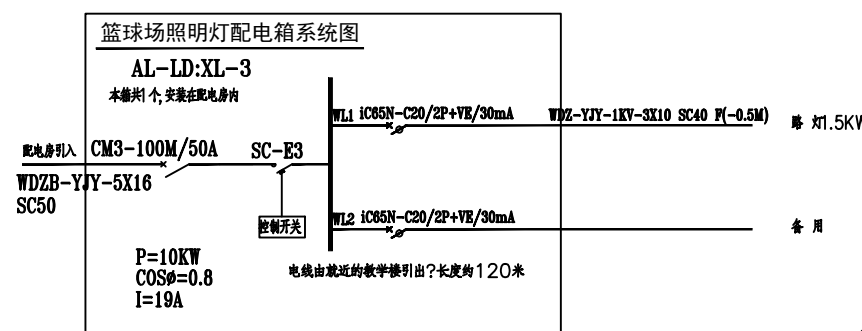 篮球场照明灯配电箱系统图
AL-LD:XL-3
本箱共1个,安装在配电房内
WL1 iC65N-C20/2P+VE/30mA WDZ-YJY-1KV-3X10 SC40 F(-0.5M) 路 灯1.5KW
配电房引入 CM3-100M/50A SC-E3
WDZB-YJY-5X16
SC50
控制开关
WL2 iC65N-C20/2P+VE/30mA 备 用
P=10KW
COSø=0.8
I=19A
电线由就近的教学楼引出?长度约120米